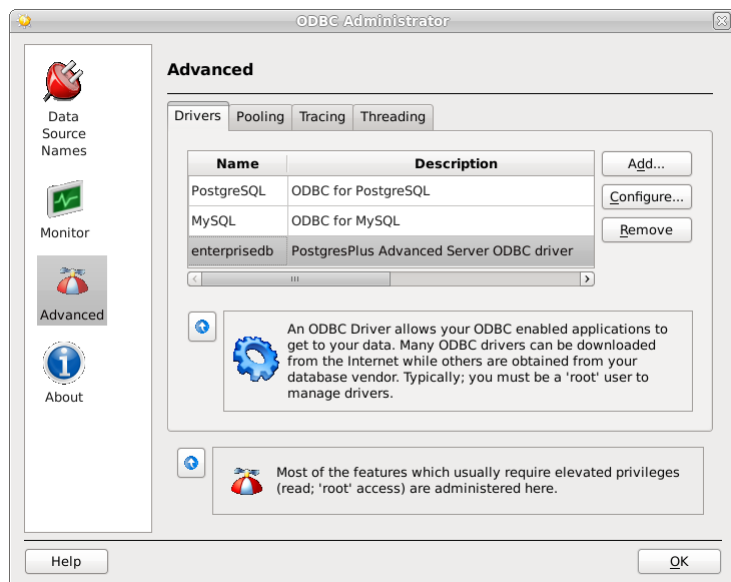 ODBC Administrator
Data
Source
Names
Monitor
Advanced
About
Advanced
Drivers
Pooling
Tracing
Threading
Name
Description
PostgreSQL
ODBC for PostgreSQL
MySQL
ODBC for MySQL
enterprisedb
PostgresPlus Advanced Server ODBC driver
Add...
Configure...
Remove
An ODBC Driver allows your ODBC enabled applications to
get to your data. Many ODBC drivers can be downloaded
from the Internet while others are obtained from your
database vendor. Typically; you must be a 'root' user to
manage drivers.
Most of the features which usually require elevated privileges
(read; 'root' access) are administered here.
Help
OK